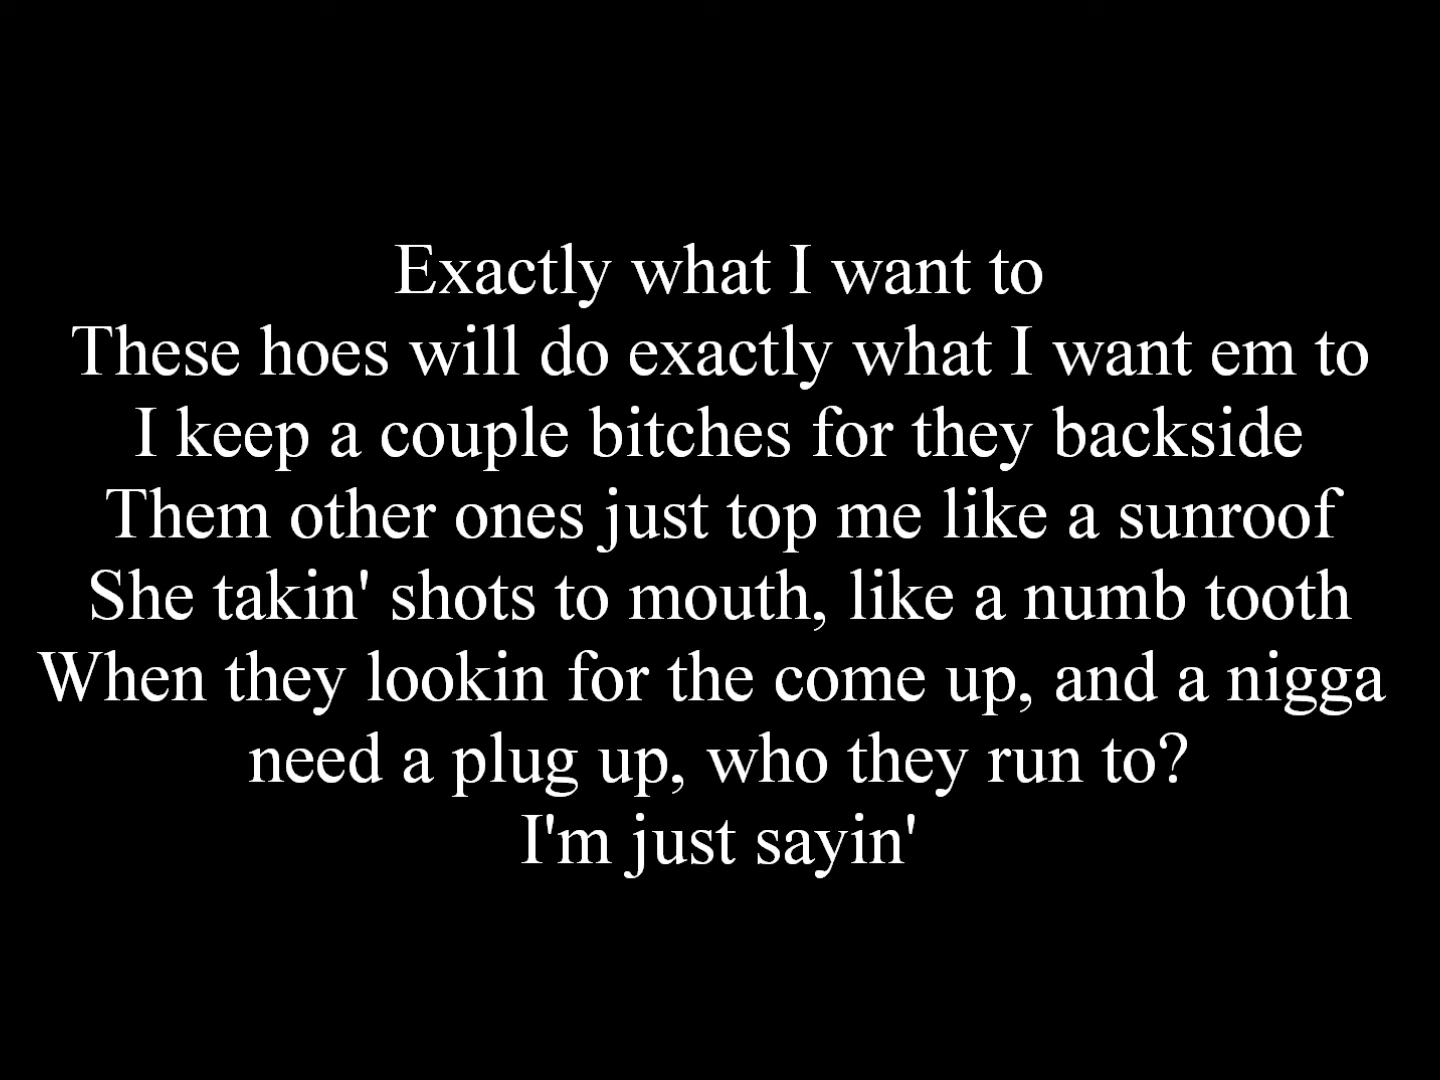 Exactly what I want to
These hoes will do exactly what I want em to
I keep a couple bitches for they backside
Them other ones just top me like a sunroof
She takin' shots to mouth, like a numb tooth
When they lookin for the come up, and a nigga
need a plug up, who they run to?
I'm just sayin'